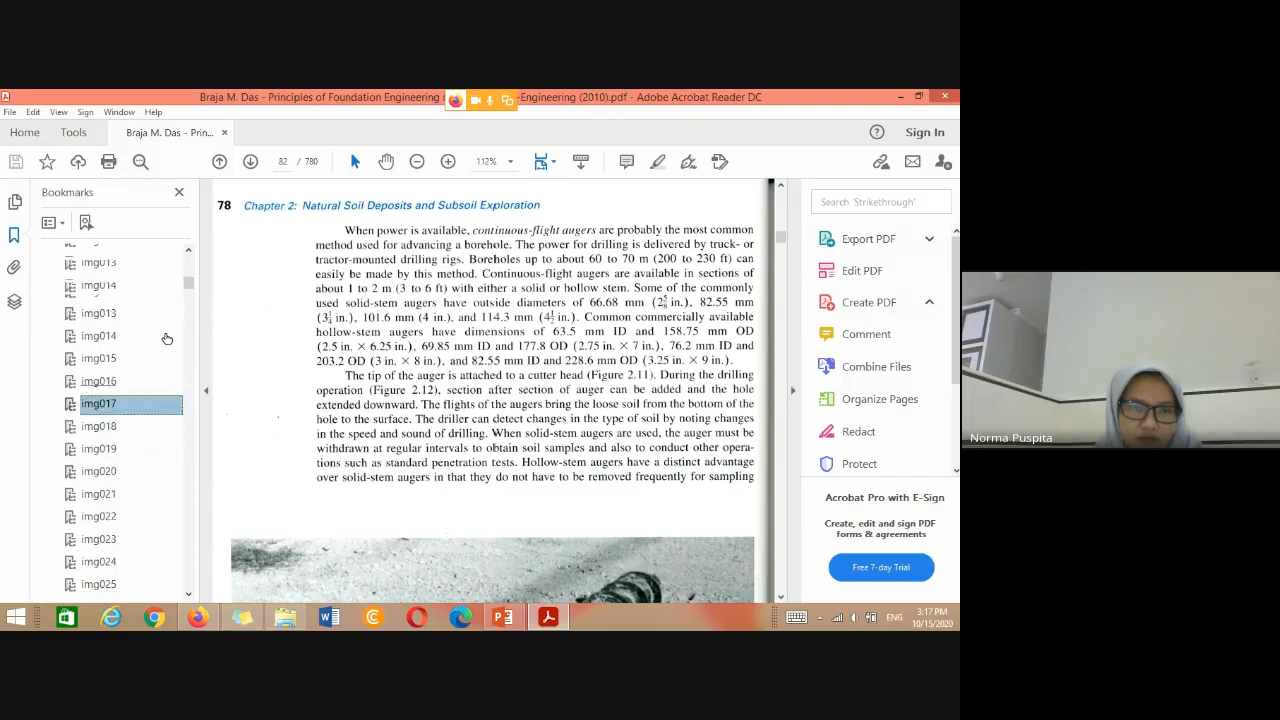 Braja M. Das - Principles of Foundation Engineering
-Engineering (2010).pdf - Adobe Acrobat Reader DC
File Edit View Sign Window Help
Home Tools Braja M. Das - Prin... × Sign In
82 / 780 112%
Bookmarks
img013
img014
img013
img014
img015
img016
img017
img018
img019
img020
img021
img022
img023
img024
img025
78 Chapter 2: Natural Soil Deposits and Subsoil Exploration
When power is available, continuous-flight augers are probably the most common
method used for advancing a borehole. The power for drilling is delivered by truck- or
tractor-mounted drilling rigs. Boreholes up to about 60 to 70 m (200 to 230 ft) can
easily be made by this method. Continuous-flight augers are available in sections of
about 1 to 2 m (3 to 6 ft) with either a solid or hollow stem. Some of the commonly
used solid-stem augers have outside diameters of 66.68 mm (2⅝ in.), 82.55 mm
(3¼ in.), 101.6 mm (4 in.), and 114.3 mm (4½ in.). Common commercially available
hollow-stem augers have dimensions of 63.5 mm ID and 158.75 mm OD
(2.5 in. × 6.25 in.), 69.85 mm ID and 177.8 OD (2.75 in. × 7 in.), 76.2 mm ID and
203.2 OD (3 in. × 8 in.), and 82.55 mm ID and 228.6 mm OD (3.25 in. × 9 in.).
The tip of the auger is attached to a cutter head (Figure 2.11). During the drilling
operation (Figure 2.12), section after section of auger can be added and the hole
extended downward. The flights of the augers bring the loose soil from the bottom of the
hole to the surface. The driller can detect changes in the type of soil by noting changes
in the speed and sound of drilling. When solid-stem augers are used, the auger must be
withdrawn at regular intervals to obtain soil samples and also to conduct other opera-
tions such as standard penetration tests. Hollow-stem augers have a distinct advantage
over solid-stem augers in that they do not have to be removed frequently for sampling
Search 'Strikethrough'
Export PDF
Edit PDF
Create PDF
Comment
Combine Files
Organize Pages
Redact
Protect
Acrobat Pro with E-Sign
Create, edit and sign PDF
forms & agreements
Free 7-day Trial
ENG
3:17 PM
10/15/2020
Norma Puspita